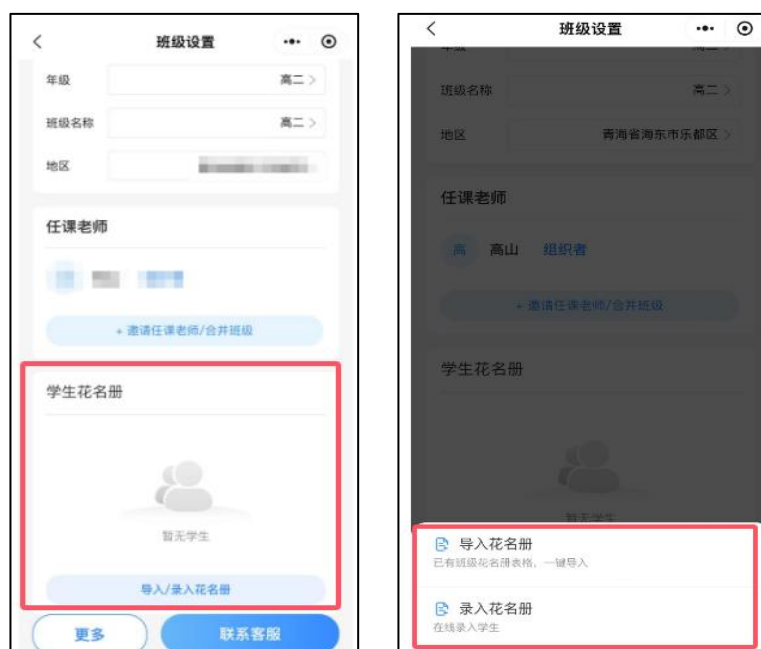 班级设置
年级
高二
班级名称
高二
地区
任课老师
+ 邀请任课老师/合并班级
学生花名册
暂无学生
导入/录入花名册
更多
联系客服
班级设置
班级名称
高二
地区
青海省海东市乐都区
任课老师
高 高山 组织者
+ 邀请任课老师/合并班级
学生花名册
暂无学生
导入花名册
已有班级花名册表格，一键导入
录入花名册
在线录入学生